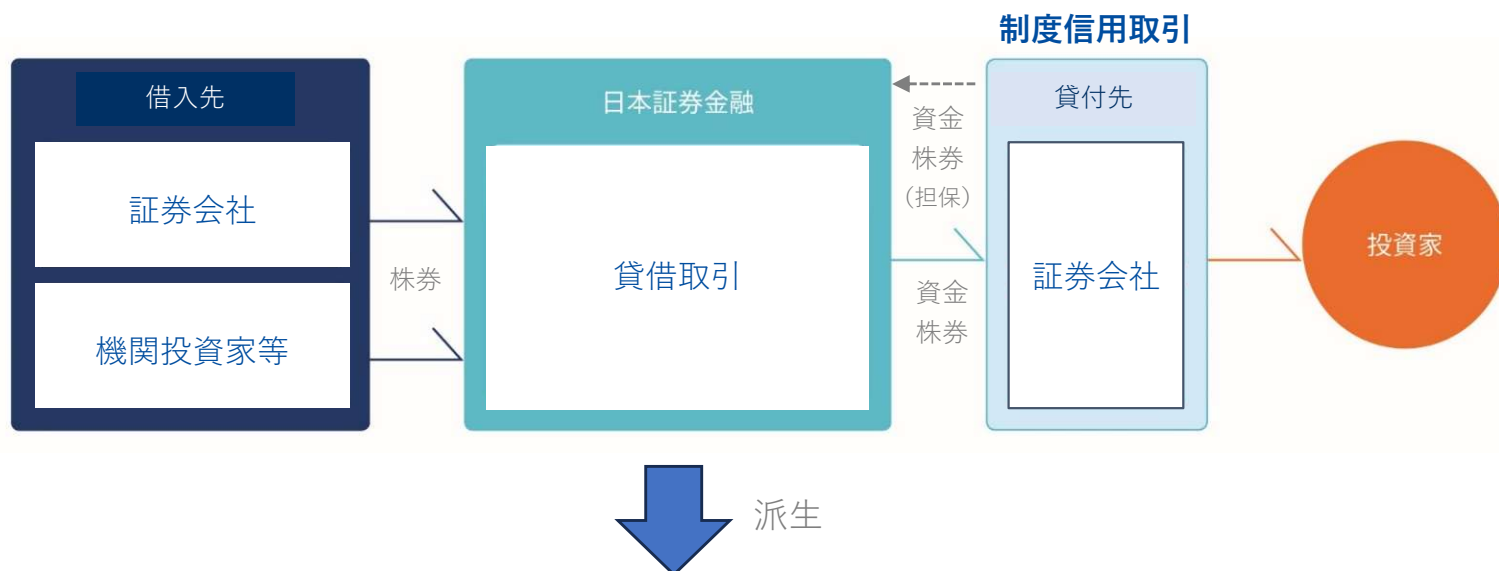 制度信用取引
借入先
証券会社
機関投資家等
株券
日本証券金融
貸借取引
資金
株券
（担保）
資金
株券
貸付先
証券会社
投資家
派生